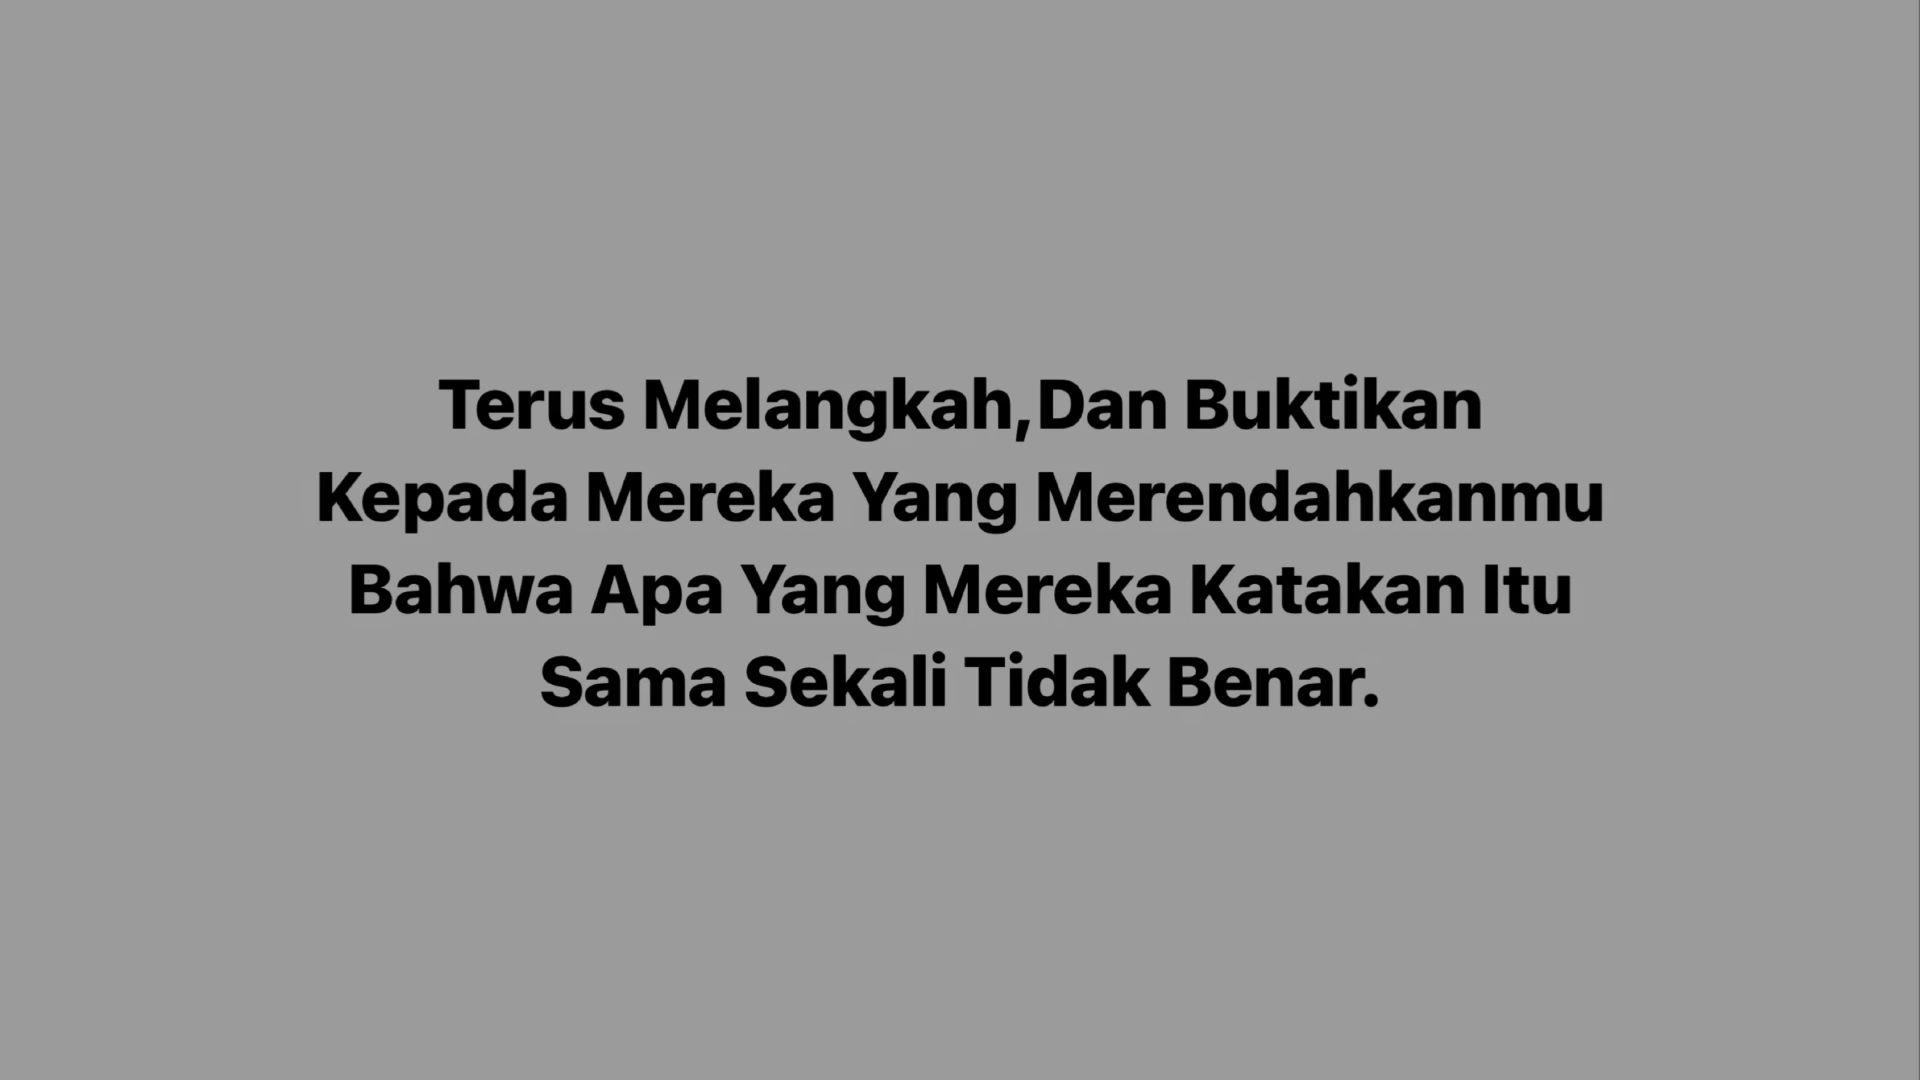 Terus Melangkah,Dan Buktikan
Kepada Mereka Yang Merendahkanmu
Bahwa Apa Yang Mereka Katakan Itu
Sama Sekali Tidak Benar.